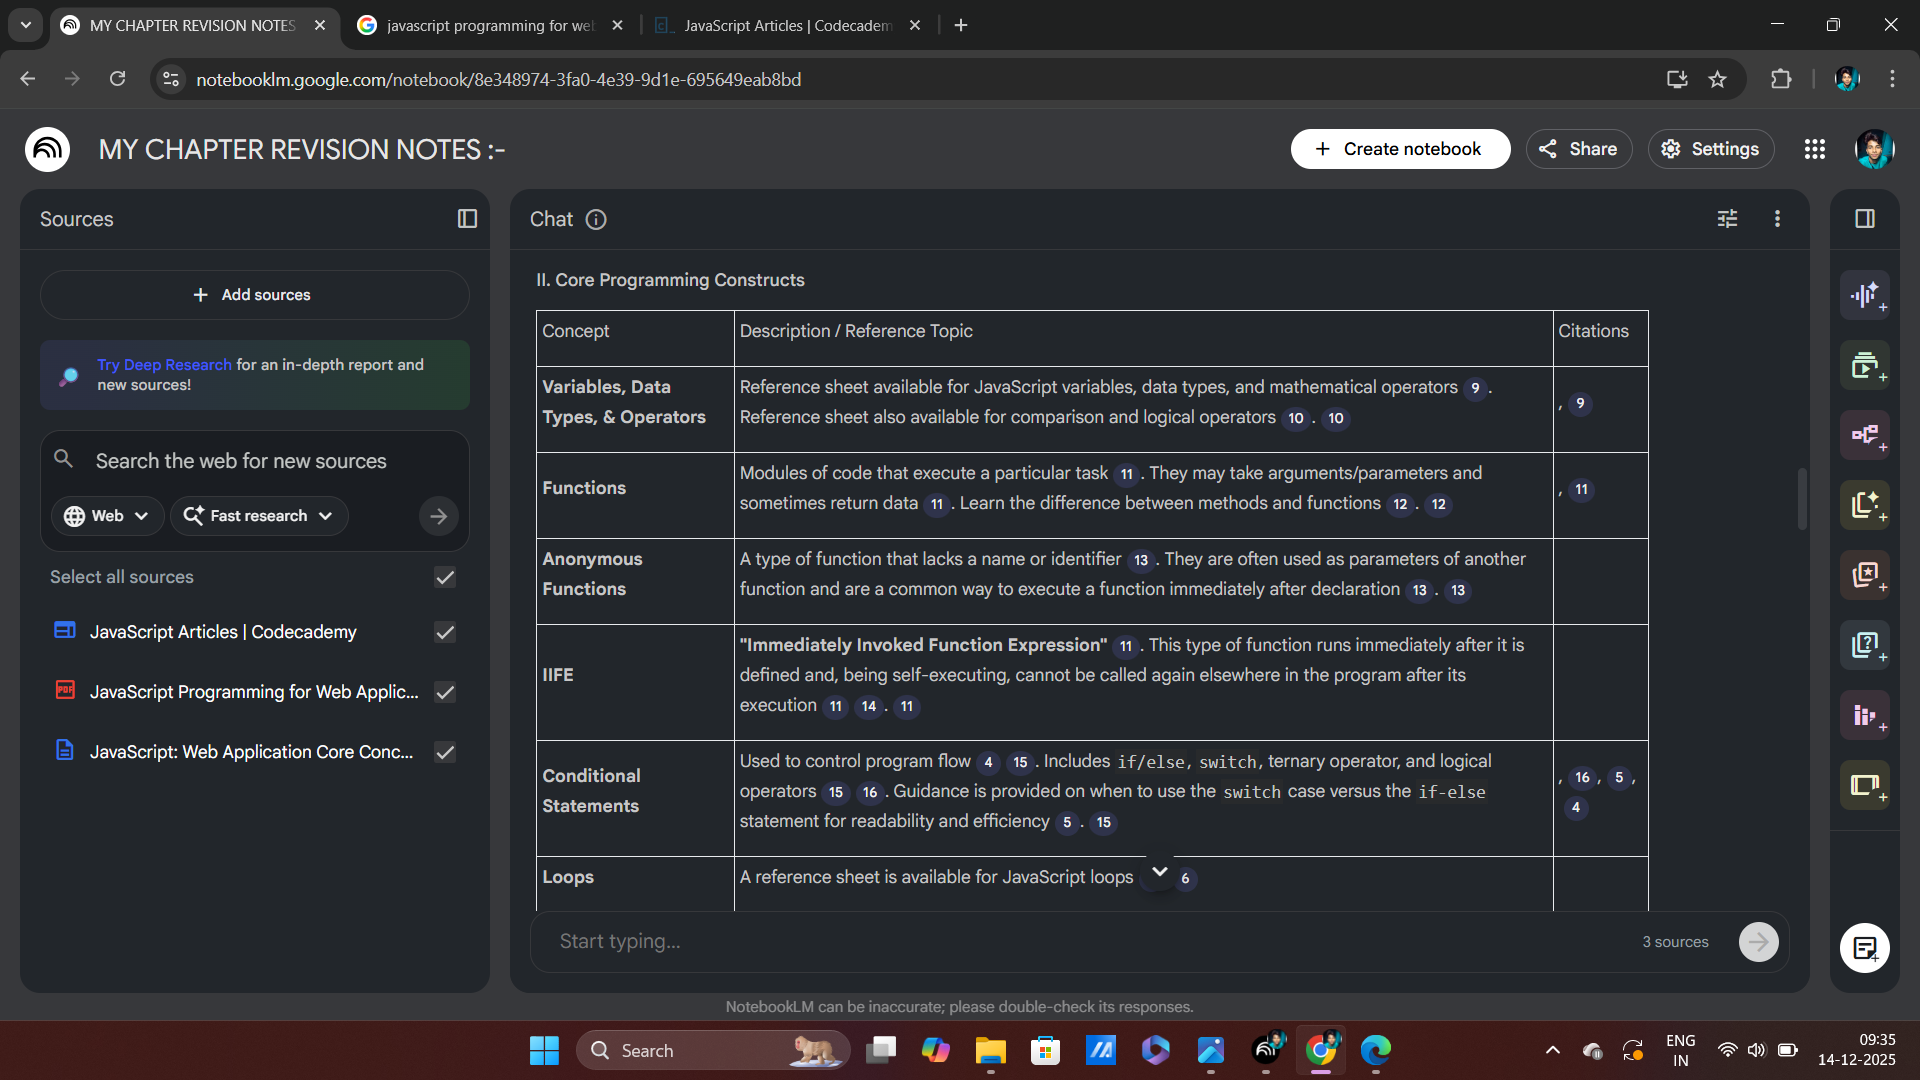 MY CHAPTER REVISION NOTES
javascript programming for we
JavaScript Articles | Codecadem
notebooklm.google.com/notebook/8e348974-3fa0-4e39-9d1e-695649eab8bd
MY CHAPTER REVISION NOTES :-
+ Create notebook
Share
Settings
Sources
+ Add sources
Try Deep Research for an in-depth report and
new sources!
Search the web for new sources
Web
Fast research
Select all sources
JavaScript Articles | Codecademy
PDF
JavaScript Programming for Web Applic...
JavaScript: Web Application Core Conc...
Chat
II. Core Programming Constructs
Concept
Description / Reference Topic
Citations
Variables, Data
Types, & Operators
Reference sheet available for JavaScript variables, data types, and mathematical operators 9 .
Reference sheet also available for comparison and logical operators 10 . 10
, 9
Functions
Modules of code that execute a particular task 11 . They may take arguments/parameters and
sometimes return data 11 . Learn the difference between methods and functions 12 . 12
, 11
Anonymous
Functions
A type of function that lacks a name or identifier 13 . They are often used as parameters of another
function and are a common way to execute a function immediately after declaration 13 . 13
IIFE
"Immediately Invoked Function Expression" 11 . This type of function runs immediately after it is
defined and, being self-executing, cannot be called again elsewhere in the program after its
execution 11 14 . 11
Conditional
Statements
Used to control program flow 4 15 . Includes if/else, switch, ternary operator, and logical
operators 15 16 . Guidance is provided on when to use the switch case versus the if-else
statement for readability and efficiency 5 . 15
, 16 , 5 ,
4
Loops
A reference sheet is available for JavaScript loops 6
Start typing...
3 sources
NotebookLM can be inaccurate; please double-check its responses.
Search
ENG
IN
09:35
14-12-2025